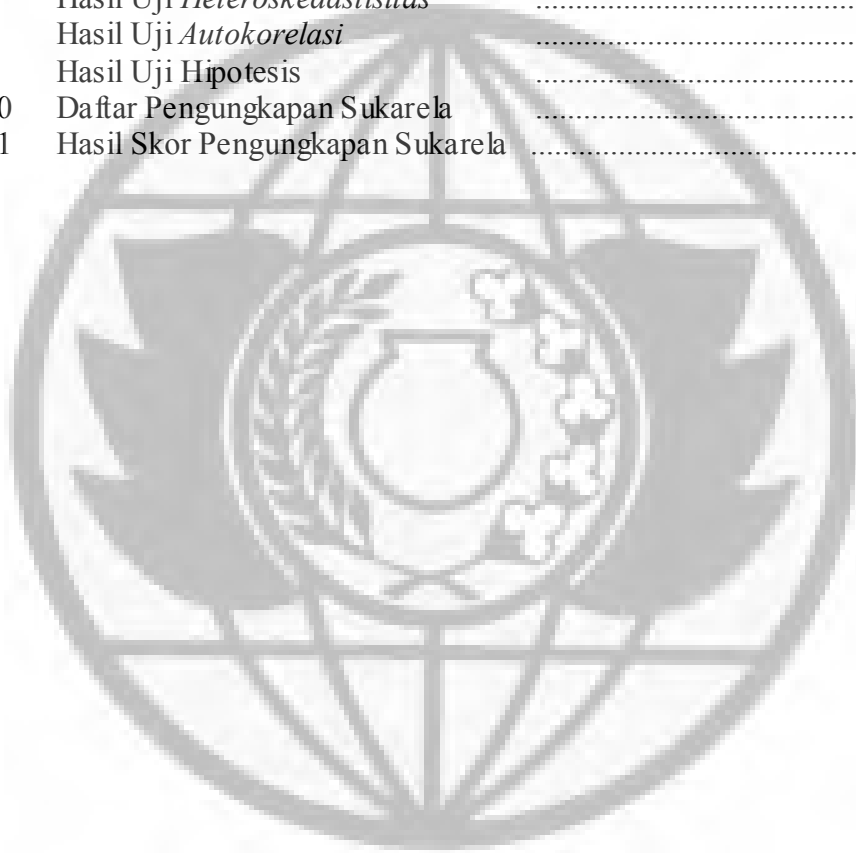 Hasil Uji Heteroskedastisitas ........................................
Hasil Uji Autokorelasi ........................................
Hasil Uji Hipotesis ........................................
0 Daftar Pengungkapan Sukarela ........................................
1 Hasil Skor Pengungkapan Sukarela ........................................